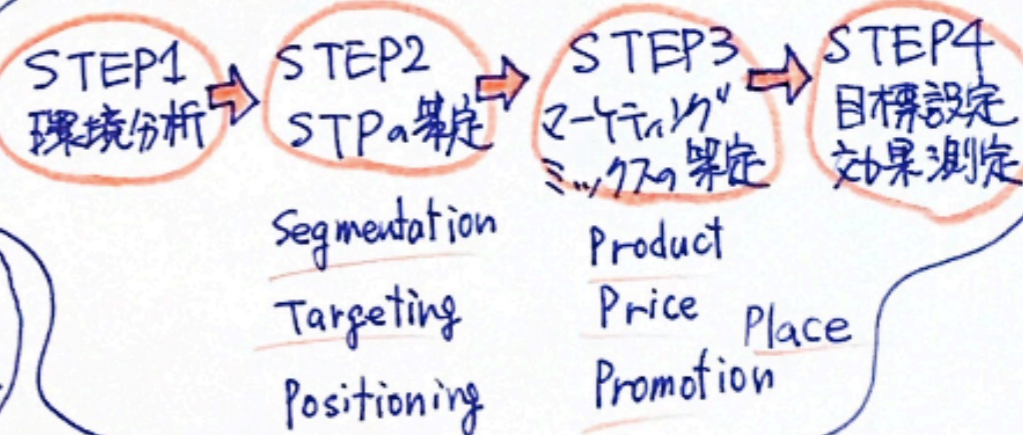 STEP1
環境分析
STEP2
STPの策定
STEP3
マーケティング
ミックスの策定
STEP4
目標設定
効果測定
Segmentation
Targeting
Positioning
Product
Price
Place
Promotion